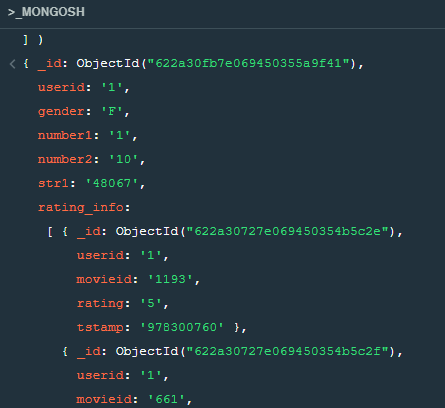 >_MONGOSH
] )
< { _id: ObjectId("622a30fb7e069450355a9f41"),
userid: '1',
gender: 'F',
number1: '1',
number2: '10',
str1: '48067',
rating_info:
[ { _id: ObjectId("622a30727e069450354b5c2e"),
userid: '1',
movieid: '1193',
rating: '5',
tstamp: '978300760' },
{ _id: ObjectId("622a30727e069450354b5c2f"),
userid: '1',
movieid: '661',